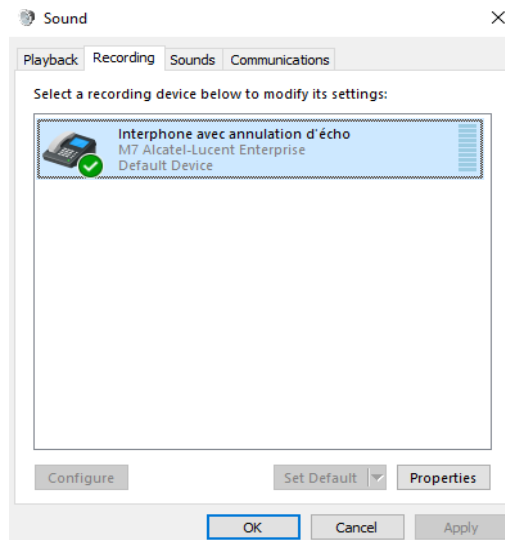 Sound
Playback Recording Sounds Communications
Select a recording device below to modify its settings:
Interphone avec annulation d'écho
M7 Alcatel-Lucent Enterprise
Default Device
Configure Set Default Properties
OK Cancel Apply